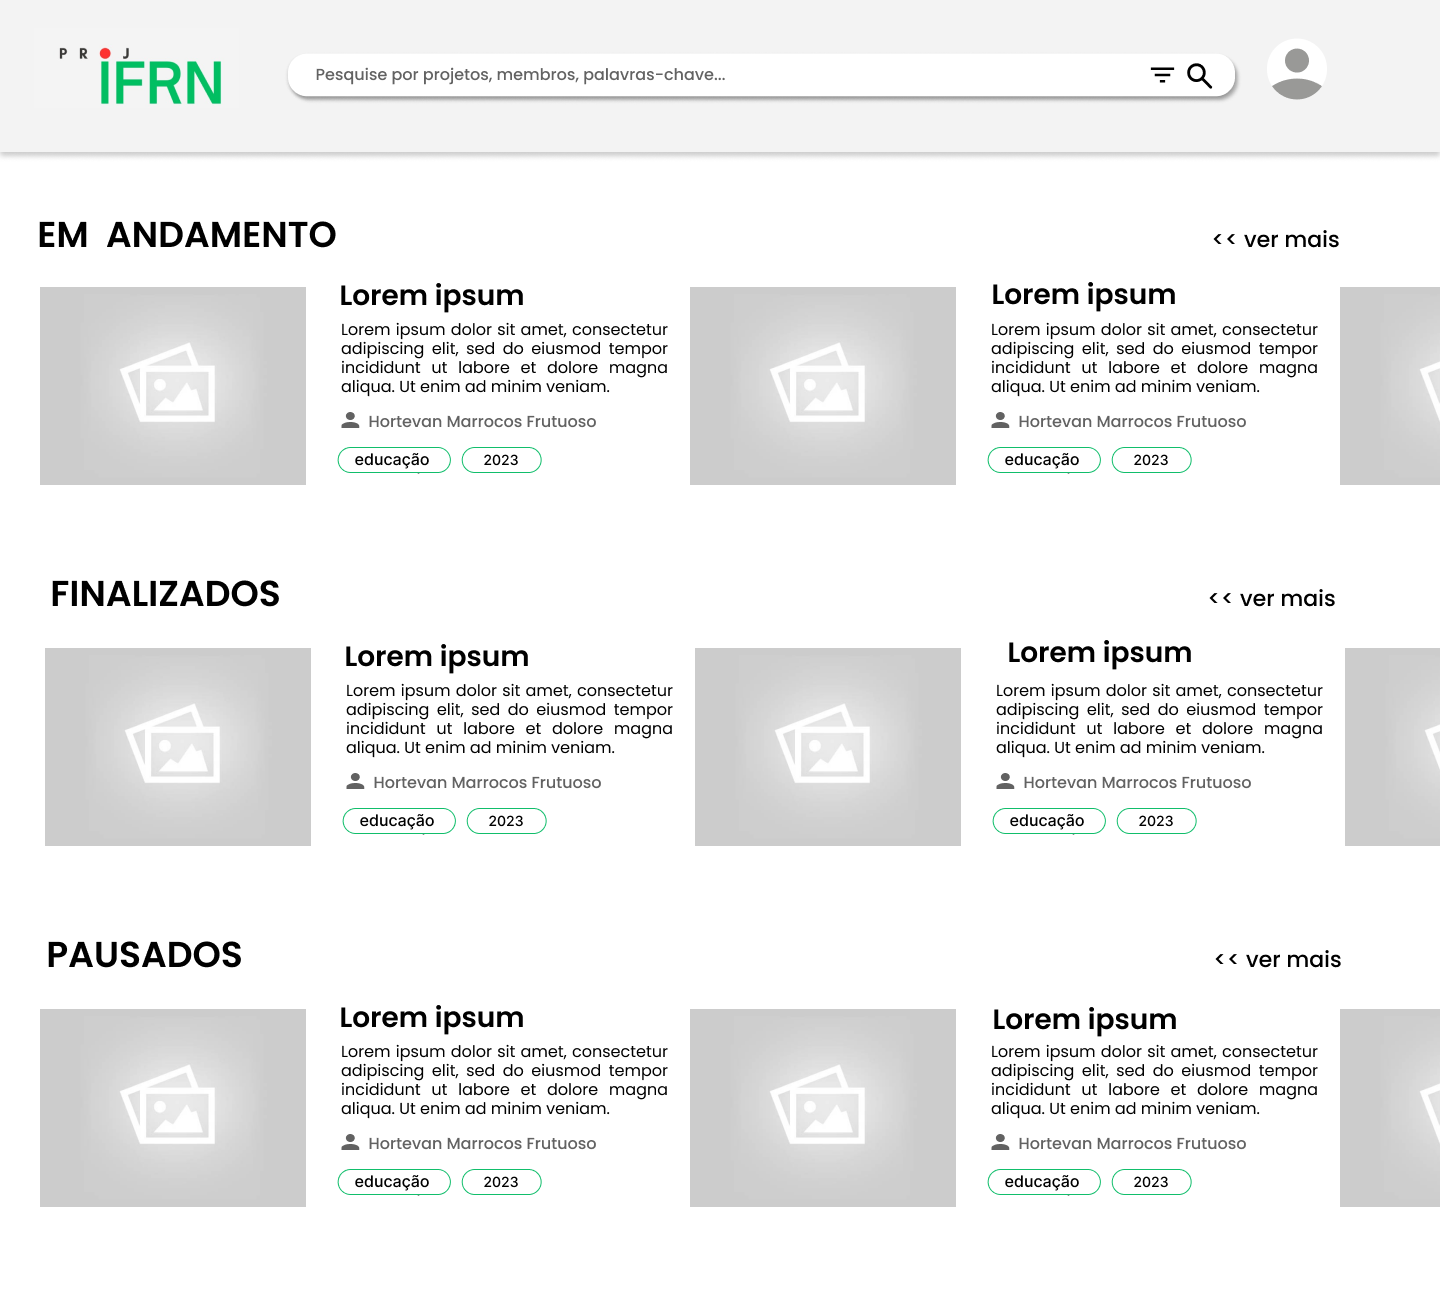 P R J
IFRN
Pesquise por projetos, membros, palavras-chave...
EM ANDAMENTO
<< ver mais
Lorem ipsum
Lorem ipsum dolor sit amet, consectetur
adipiscing elit, sed do eiusmod tempor
incididunt ut labore et dolore magna
aliqua. Ut enim ad minim veniam.
Hortevan Marrocos Frutuoso
educação 2023
Lorem ipsum
Lorem ipsum dolor sit amet, consectetur
adipiscing elit, sed do eiusmod tempor
incididunt ut labore et dolore magna
aliqua. Ut enim ad minim veniam.
Hortevan Marrocos Frutuoso
educação 2023
FINALIZADOS
<< ver mais
Lorem ipsum
Lorem ipsum dolor sit amet, consectetur
adipiscing elit, sed do eiusmod tempor
incididunt ut labore et dolore magna
aliqua. Ut enim ad minim veniam.
Hortevan Marrocos Frutuoso
educação 2023
Lorem ipsum
Lorem ipsum dolor sit amet, consectetur
adipiscing elit, sed do eiusmod tempor
incididunt ut labore et dolore magna
aliqua. Ut enim ad minim veniam.
Hortevan Marrocos Frutuoso
educação 2023
PAUSADOS
<< ver mais
Lorem ipsum
Lorem ipsum dolor sit amet, consectetur
adipiscing elit, sed do eiusmod tempor
incididunt ut labore et dolore magna
aliqua. Ut enim ad minim veniam.
Hortevan Marrocos Frutuoso
educação 2023
Lorem ipsum
Lorem ipsum dolor sit amet, consectetur
adipiscing elit, sed do eiusmod tempor
incididunt ut labore et dolore magna
aliqua. Ut enim ad minim veniam.
Hortevan Marrocos Frutuoso
educação 2023